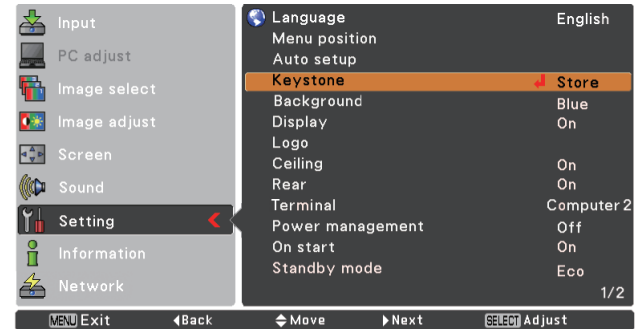 Input
PC adjust
Image select
Image adjust
Screen
Sound
Setting
Information
Network
Language English
Menu position
Auto setup
Keystone Store
Background Blue
Display On
Logo
Ceiling On
Rear On
Terminal Computer 2
Power management Off
On start On
Standby mode Eco
1/2
MENU Exit Back Move Next SELECT Adjust